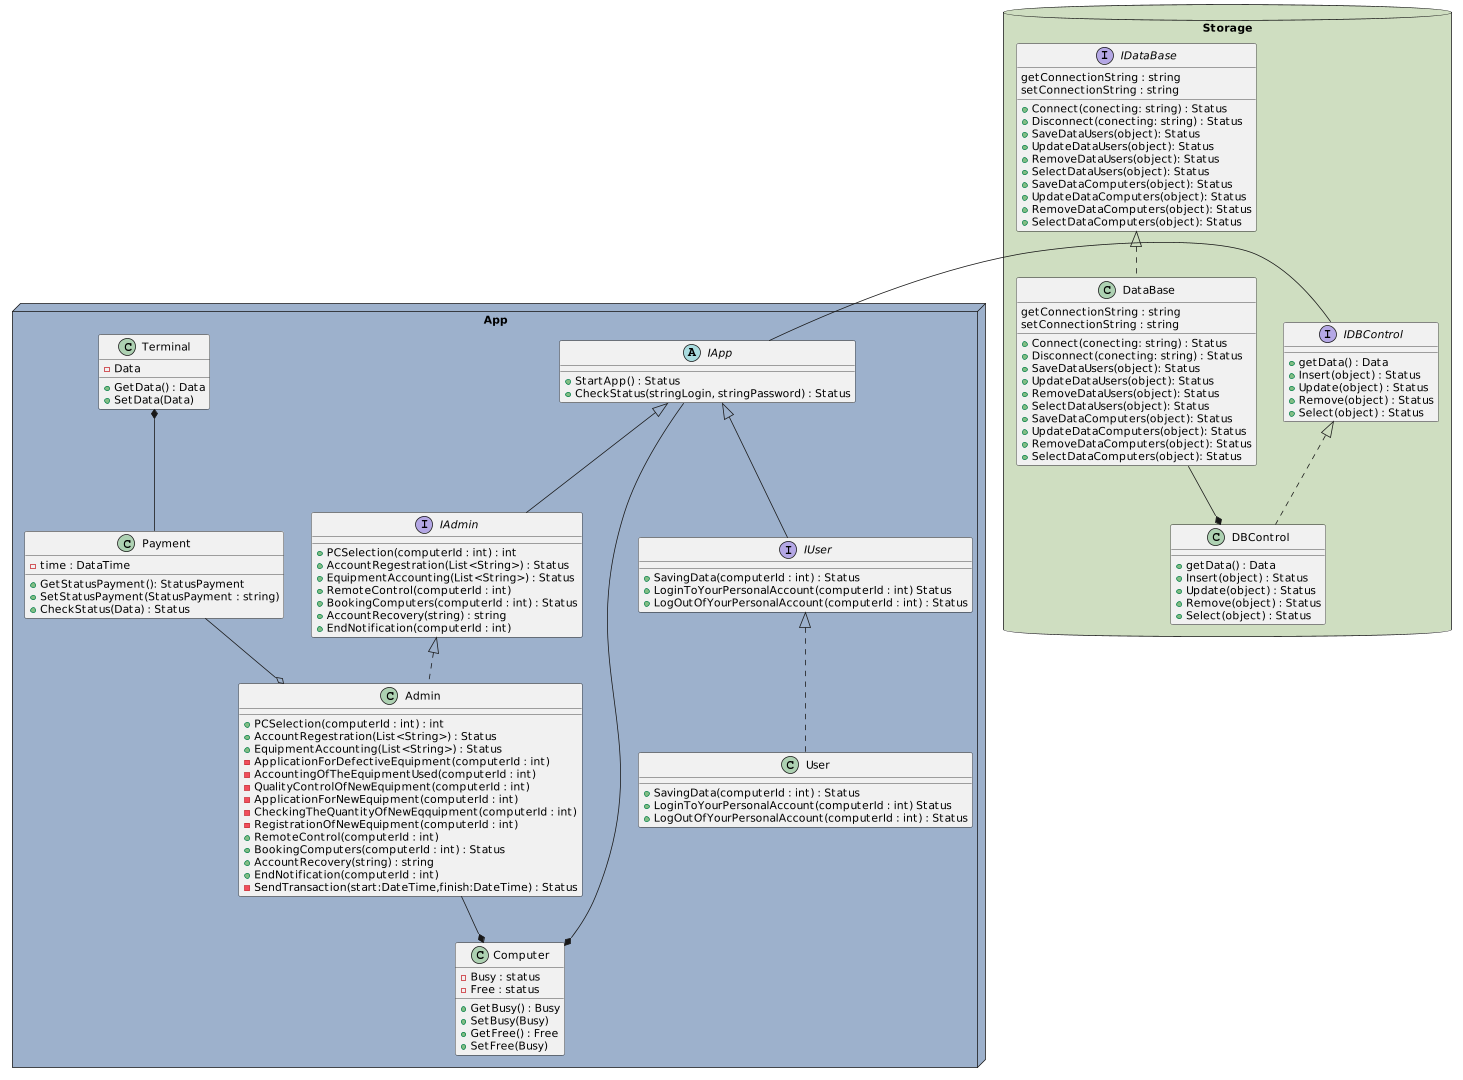 Storage
I IDataBase
getConnectionString : string
setConnectionString : string
Connect(conecting: string) : Status
Disconnect(conecting: string) : Status
SaveDataUsers(object): Status
UpdateDataUsers(object): Status
RemoveDataUsers(object): Status
SelectDataUsers(object): Status
SaveDataComputers(object): Status
UpdateDataComputers(object): Status
RemoveDataComputers(object): Status
SelectDataComputers(object): Status
C DataBase
getConnectionString : string
setConnectionString : string
Connect(conecting: string) : Status
Disconnect(conecting: string) : Status
SaveDataUsers(object): Status
UpdateDataUsers(object): Status
RemoveDataUsers(object): Status
SelectDataUsers(object): Status
SaveDataComputers(object): Status
UpdateDataComputers(object): Status
RemoveDataComputers(object): Status
SelectDataComputers(object): Status
I IDBControl
getData() : Data
Insert(object) : Status
Update(object) : Status
Remove(object) : Status
Select(object) : Status
C DBControl
getData() : Data
Insert(object) : Status
Update(object) : Status
Remove(object) : Status
Select(object) : Status
App
C Terminal
Data
GetData() : Data
SetData(Data)
A IApp
StartApp() : Status
CheckStatus(stringLogin, stringPassword) : Status
C Payment
time : DataTime
GetStatusPayment(): StatusPayment
SetStatusPayment(StatusPayment : string)
CheckStatus(Data) : Status
I IAdmin
PCSelection(computerId : int) : int
AccountRegestration(List<String>) : Status
EquipmentAccounting(List<String>) : Status
RemoteControl(computerId : int)
BookingComputers(computerId : int) : Status
AccountRecovery(string) : string
EndNotification(computerId : int)
I IUser
SavingData(computerId : int) : Status
LoginToYourPersonalAccount(computerId : int) Status
LogOutOfYourPersonalAccount(computerId : int) : Status
C Admin
PCSelection(computerId : int) : int
AccountRegestration(List<String>) : Status
EquipmentAccounting(List<String>) : Status
ApplicationForDefectiveEquipment(computerId : int)
AccountingOfTheEquipmentUsed(computerId : int)
QualityControlOfNewEquipment(computerId : int)
ApplicationForNewEquipment(computerId : int)
CheckingTheQuantityOfNewEqquipment(computerId : int)
RegistrationOfNewEquipment(computerId : int)
RemoteControl(computerId : int)
BookingComputers(computerId : int) : Status
AccountRecovery(string) : string
EndNotification(computerId : int)
SendTransaction(start:DateTime,finish:DateTime) : Status
C User
SavingData(computerId : int) : Status
LoginToYourPersonalAccount(computerId : int) Status
LogOutOfYourPersonalAccount(computerId : int) : Status
C Computer
Busy : status
Free : status
GetBusy() : Busy
SetBusy(Busy)
GetFree() : Free
SetFree(Busy)